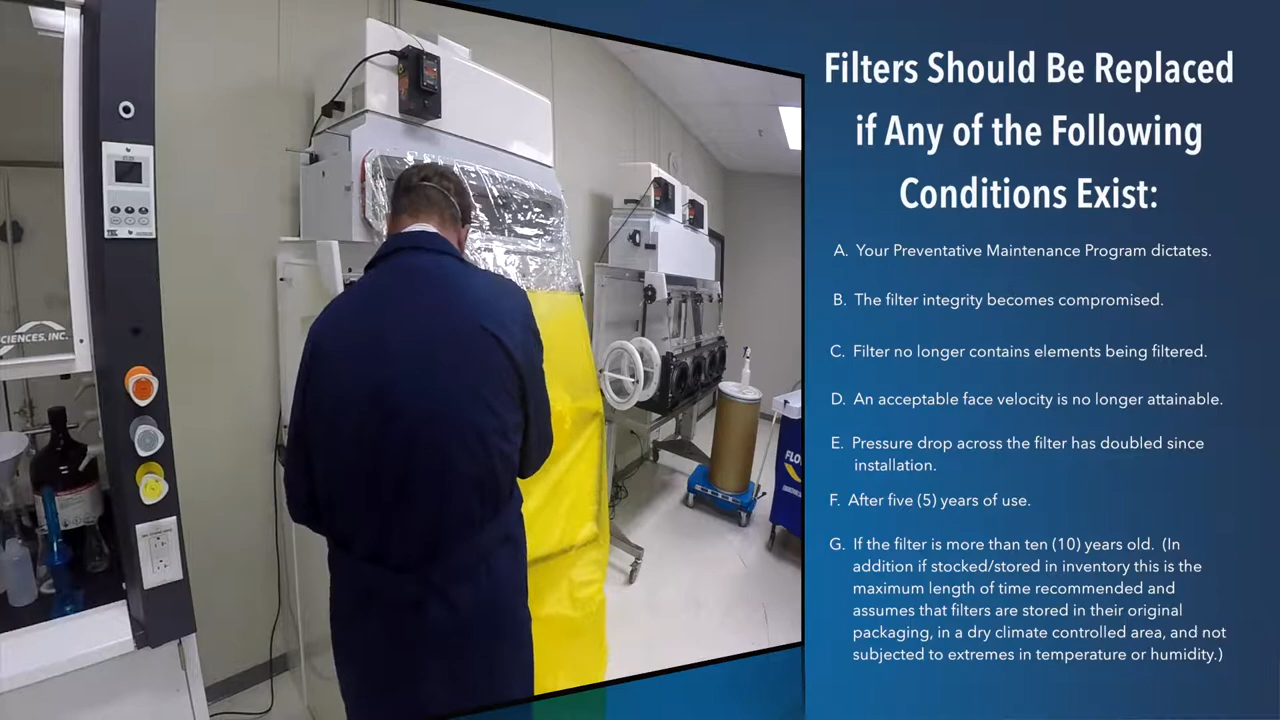 Filters Should Be Replaced
if Any of the Following
Conditions Exist:
A. Your Preventative Maintenance Program dictates.
B. The filter integrity becomes compromised.
C. Filter no longer contains elements being filtered.
D. An acceptable face velocity is no longer attainable.
E. Pressure drop across the filter has doubled since
installation.
F. After five (5) years of use.
G. If the filter is more than ten (10) years old. (In
addition if stocked/stored in inventory this is the
maximum length of time recommended and
assumes that filters are stored in their original
packaging, in a dry climate controlled area, and not
subjected to extremes in temperature or humidity.)
CIENCES, INC.
FLO